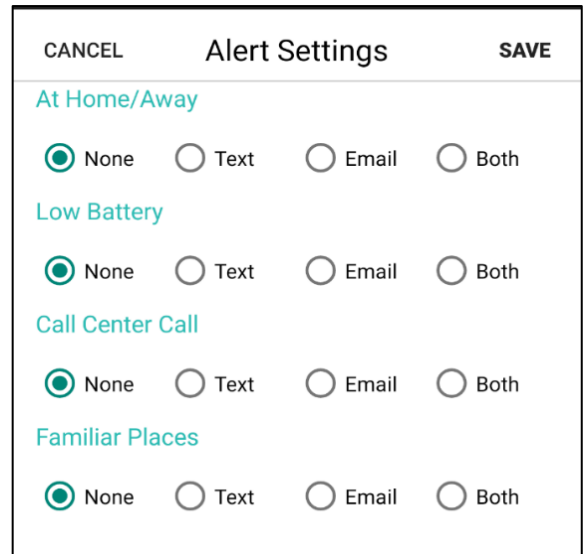 CANCEL Alert Settings SAVE
At Home/Away
None Text Email Both
Low Battery
None Text Email Both
Call Center Call
None Text Email Both
Familiar Places
None Text Email Both